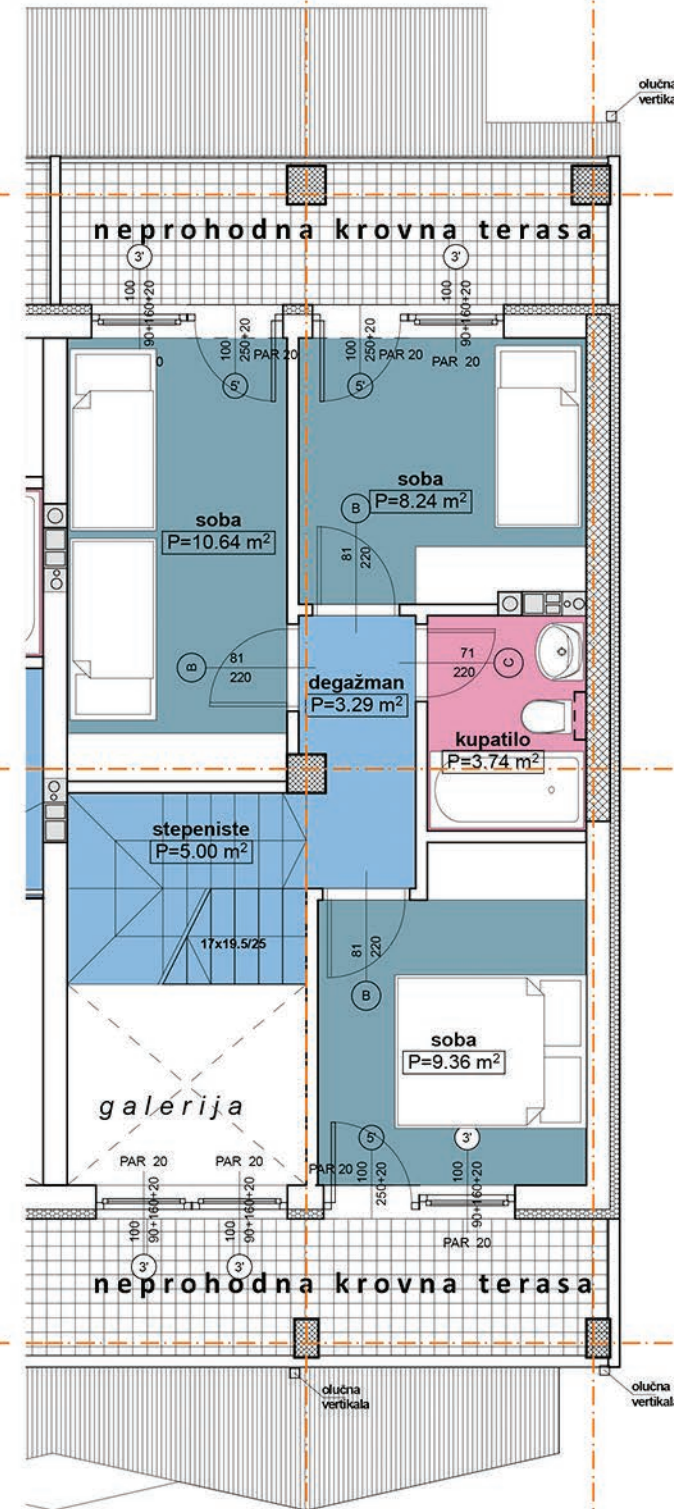 olučna
vertika
neprohodna krovna terasa
3'
3'
100
90+160+20
100
250+20
PAR 20
5'
100
250+20
PAR 20
5'
100
90+160+20
PAR 20
0
soba
P=10.64 m²
soba
P=8.24 m²
B
81
220
B
81
220
71
220
C
degažman
P=3.29 m²
kupatilo
P=3.74 m²
stepeniste
P=5.00 m²
17x19.5/25
81
220
B
soba
P=9.36 m²
galerija
PAR 20
PAR 20
PAR 20
5'
3'
100
90+160+20
100
90+160+20
100
250+20
100
90+160+20
PAR 20
3'
3'
neprohodna krovna terasa
olučna
vertikala
olučna
vertikala